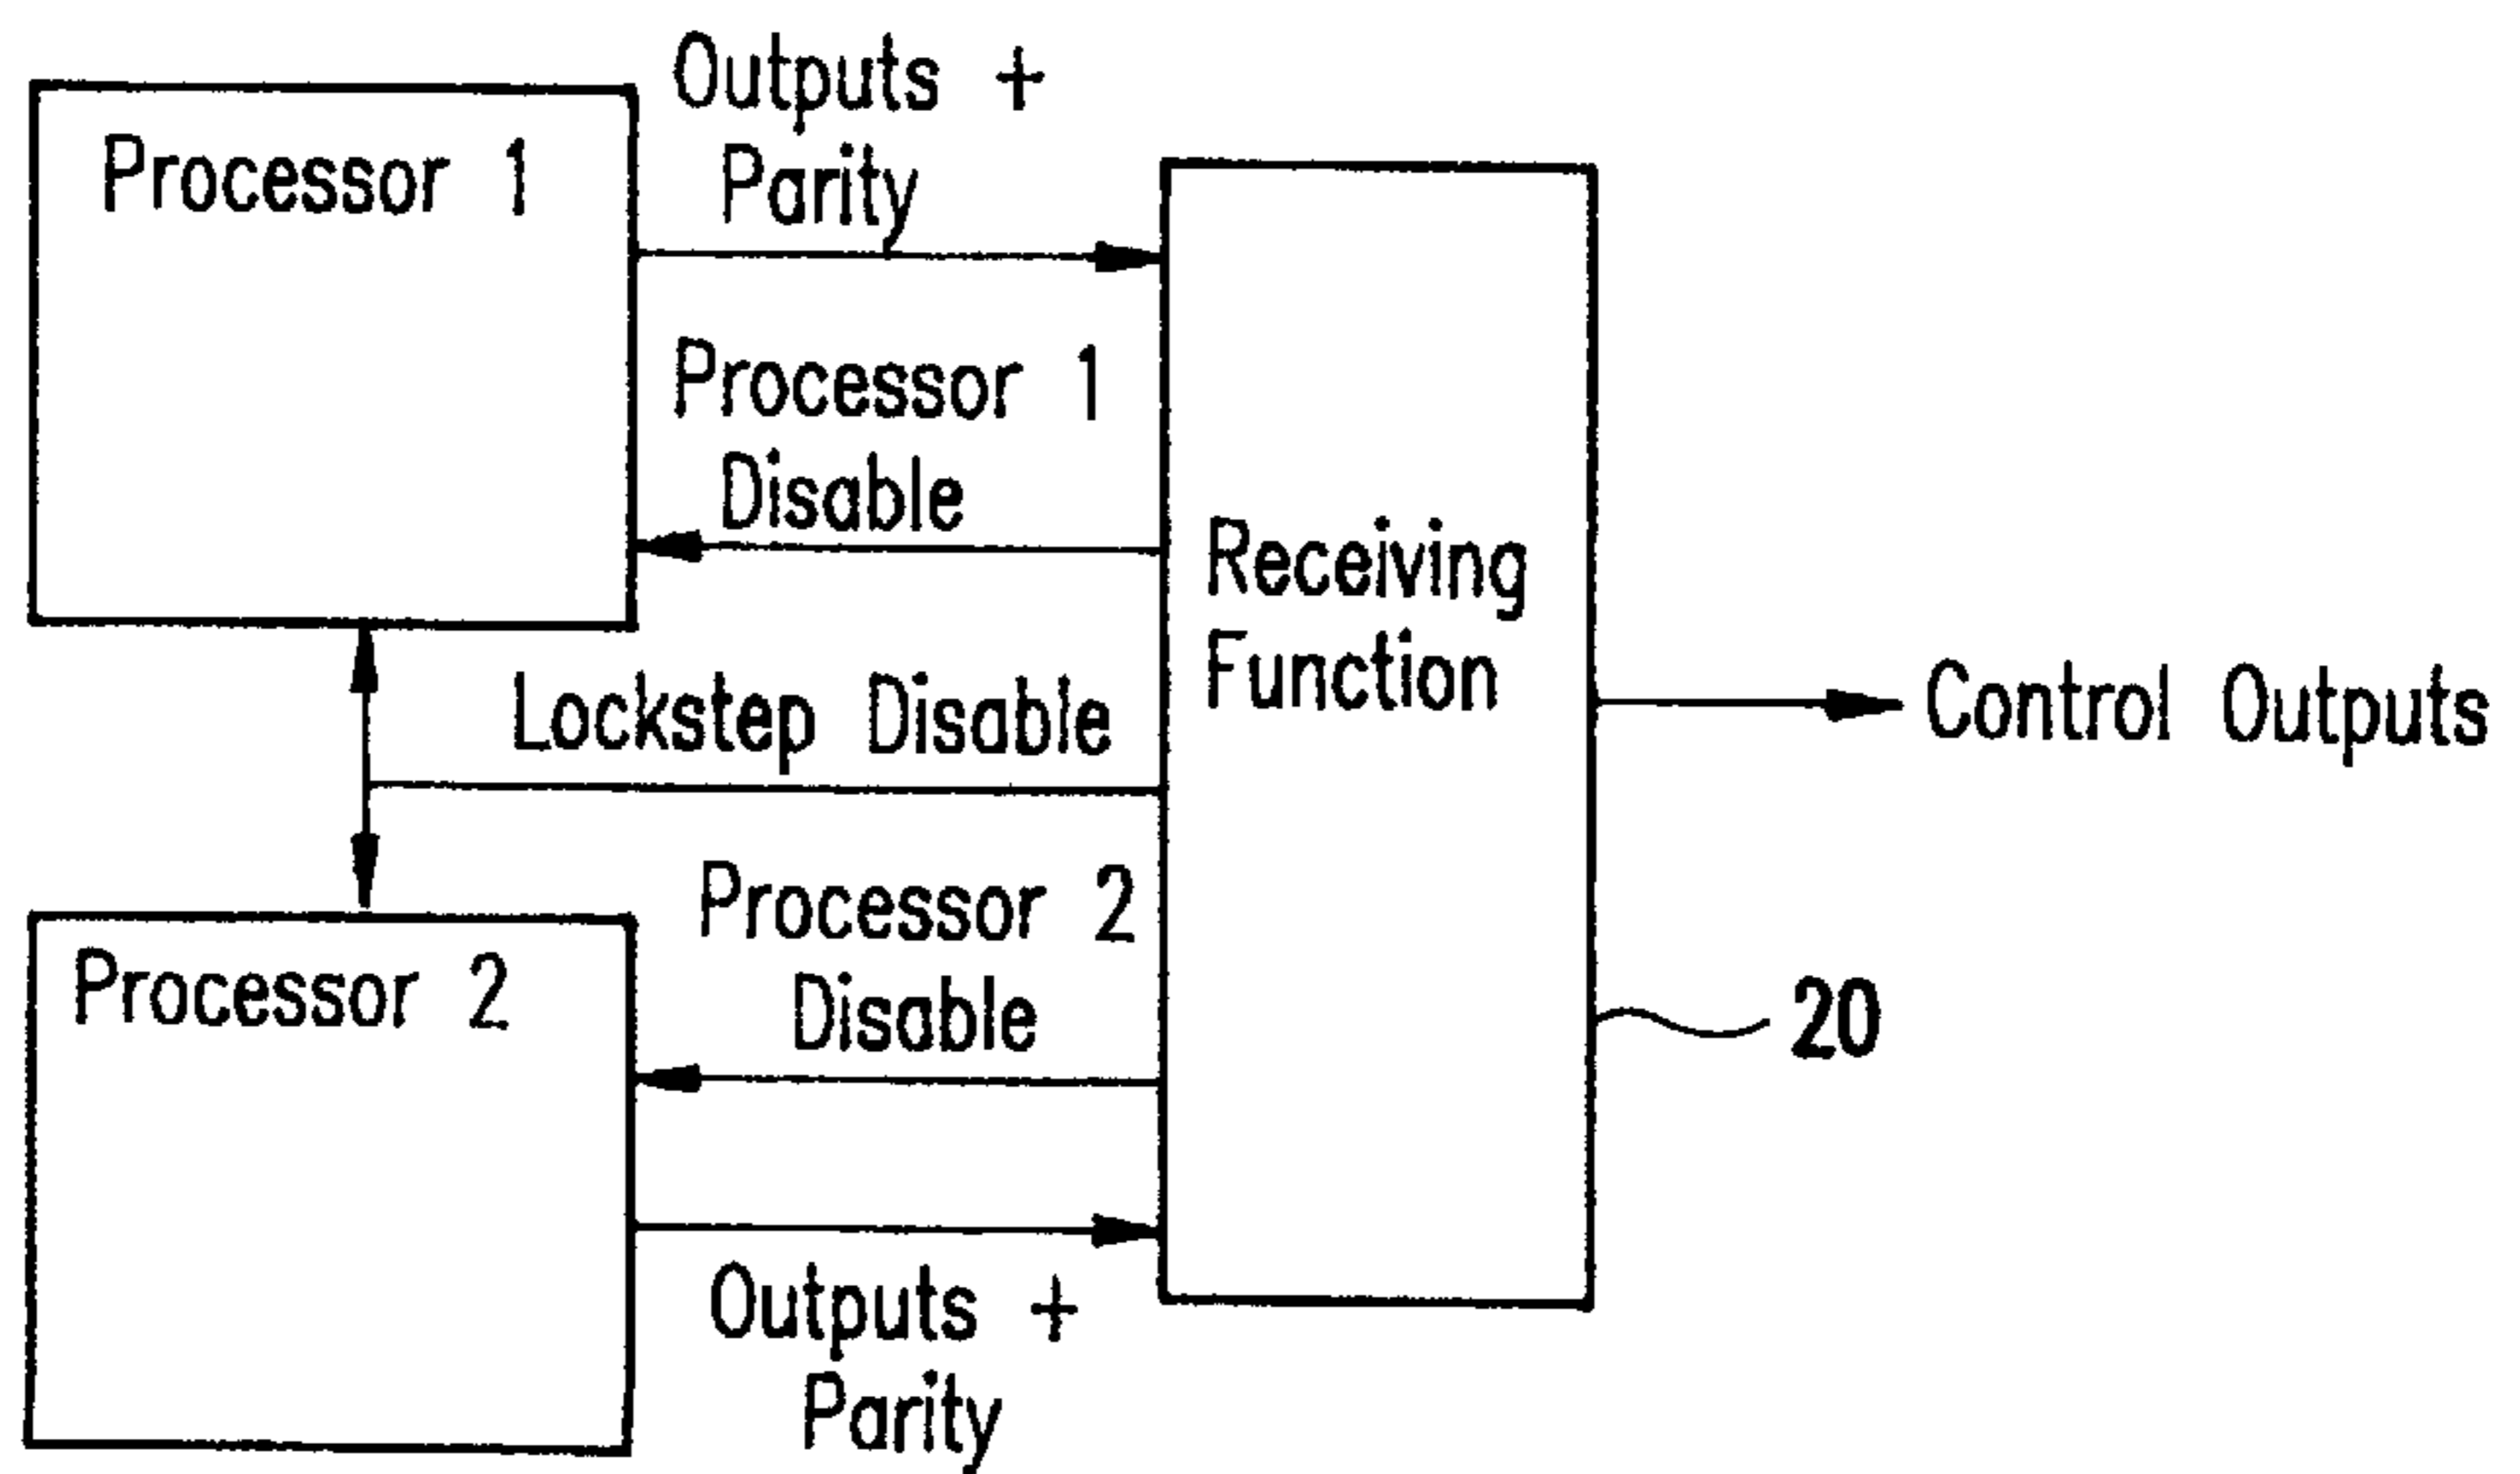 Outputs +
Parity
Processor 1
Processor 1
Disable
Receiving
Function
Lockstep Disable
Control Outputs
Processor 2
Disable
Processor 2
20
Outputs +
Parity